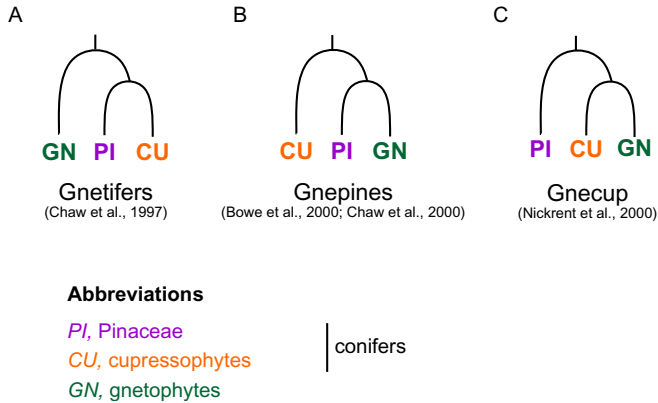 A
B
C
GN PI CU
CU PI GN
PI CU GN
Gnetifers
(Chaw et al., 1997)
Gnepines
(Bowe et al., 2000; Chaw et al., 2000)
Gnecup
(Nickrent et al., 2000)
Abbreviations
PI, Pinaceae
CU, cupressophytes
GN, gnetophytes
conifers